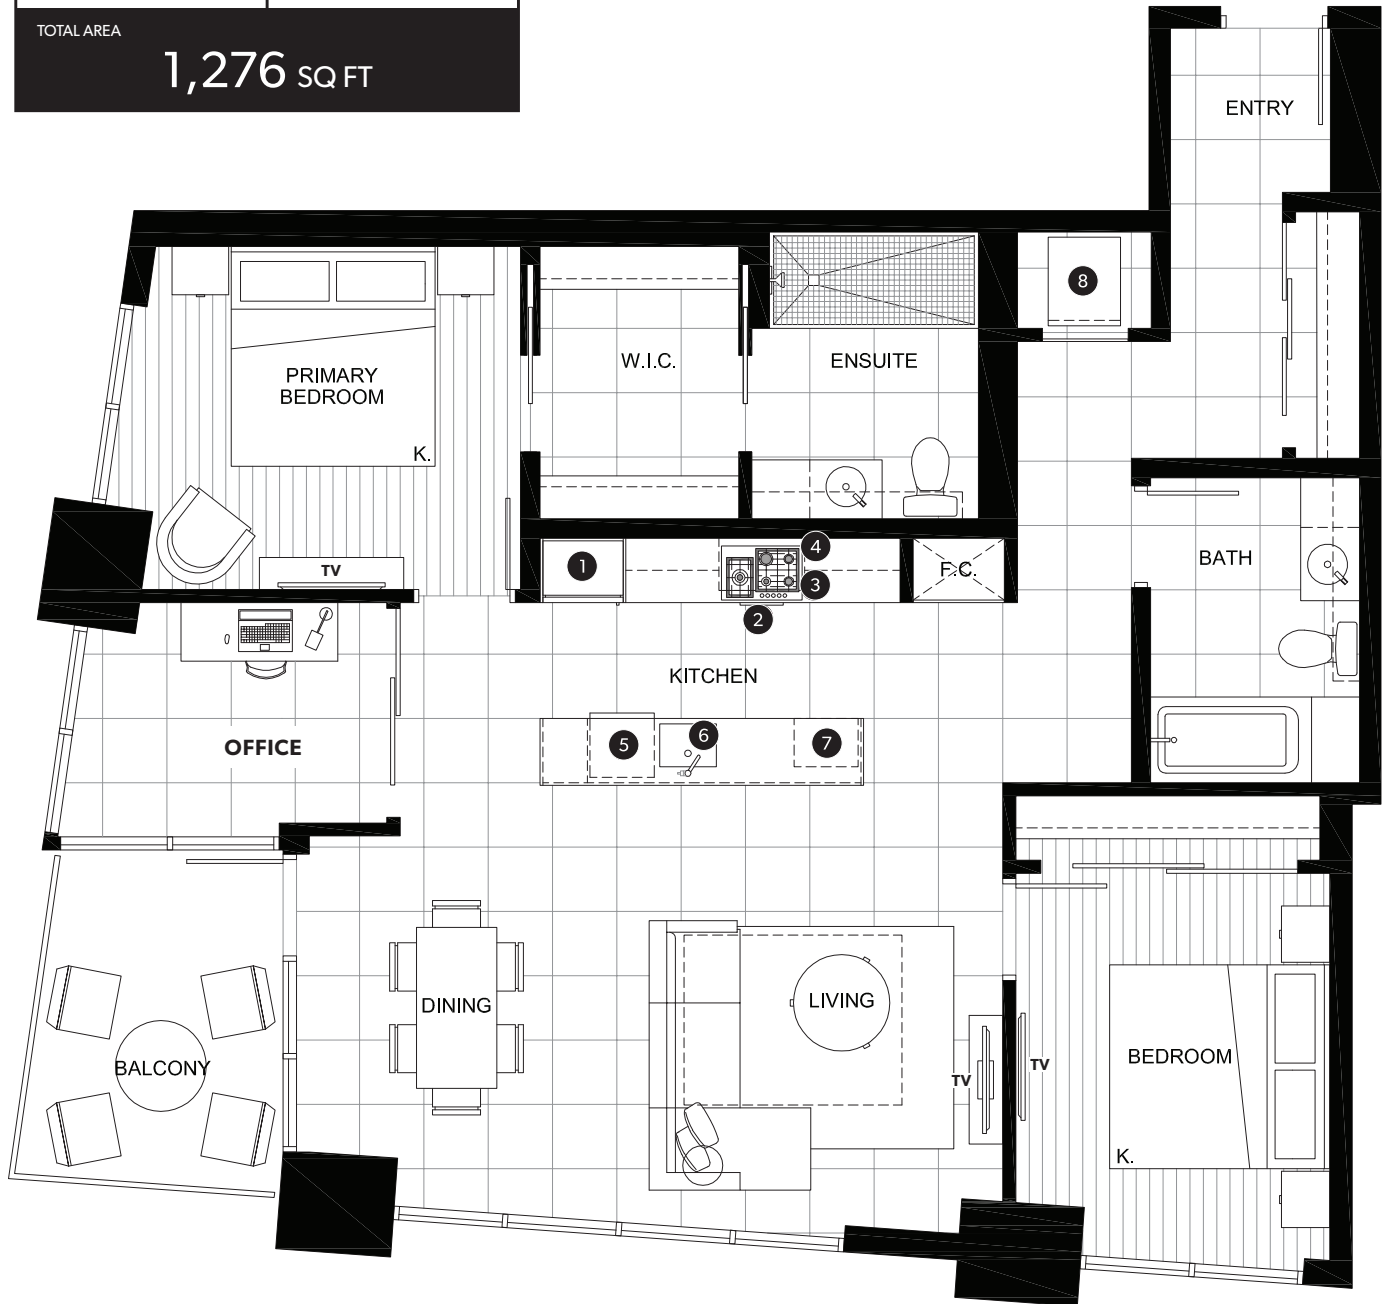 TOTAL AREA
1,276 SQ FT
ENTRY
8
W.I.C.
ENSUITE
PRIMARY
BEDROOM
K.
4
1
3
TV
F.C.
BATH
2
KITCHEN
OFFICE
5
6
7
DINING
LIVING
BALCONY
TV
TV
BEDROOM
K.